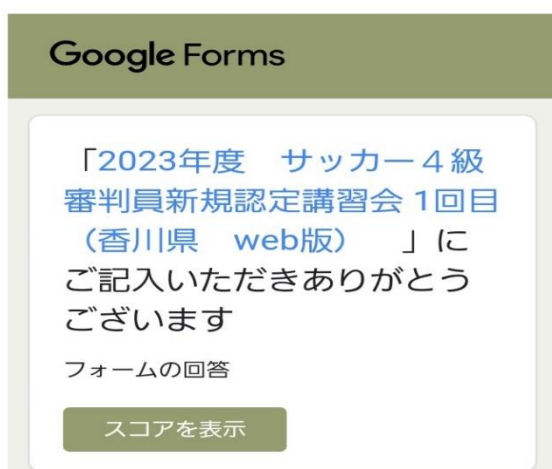 Google Forms
「2023年度　サッカー４級
審判員新規認定講習会 1回目
（香川県　web版）　」に
ご記入いただきありがとう
ございます
フォームの回答
スコアを表示